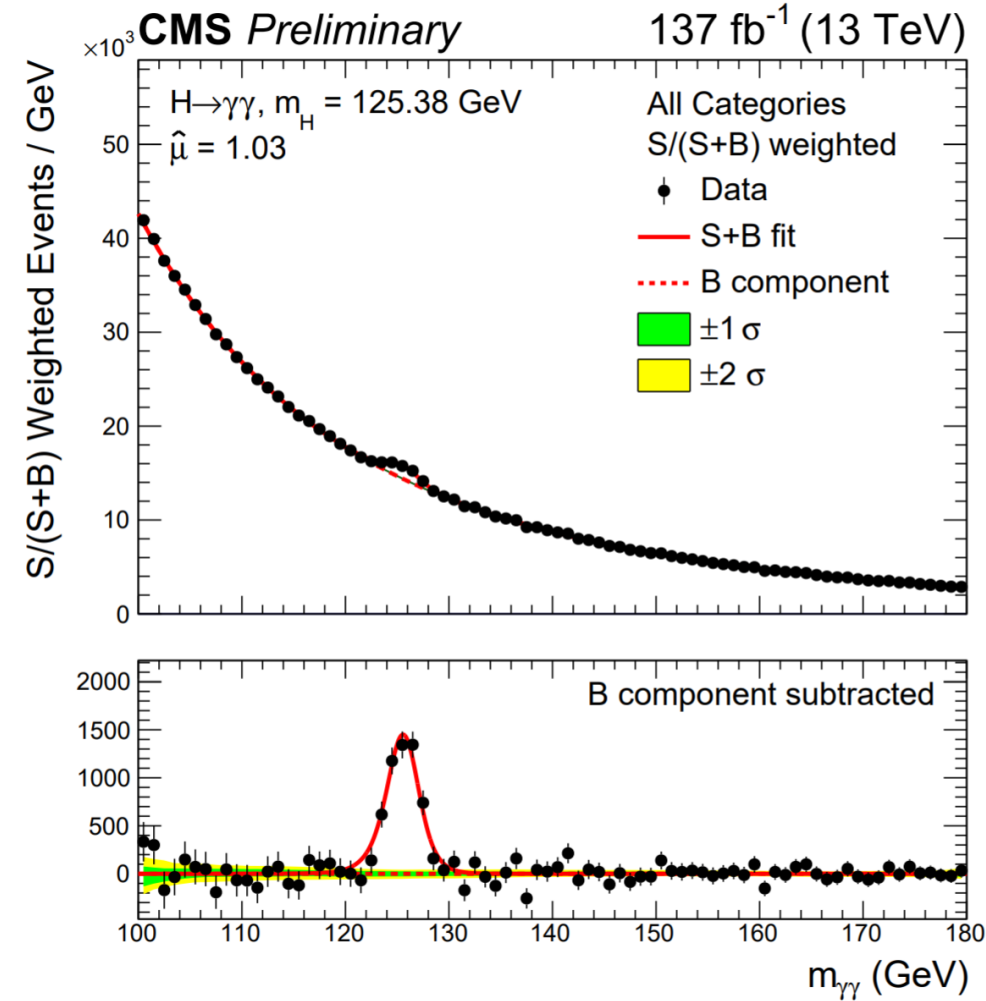 CMS Preliminary 137 fb⁻¹ (13 TeV)
×10³
H→γγ, m_H = 125.38 GeV
μ̂ = 1.03
All Categories
S/(S+B) weighted
Data
S+B fit
B component
±1 σ
±2 σ
S/(S+B) Weighted Events / GeV
50
40
30
20
10
0
B component subtracted
2000
1500
1000
500
0
100 110 120 130 140 150 160 170 180
m_γγ (GeV)